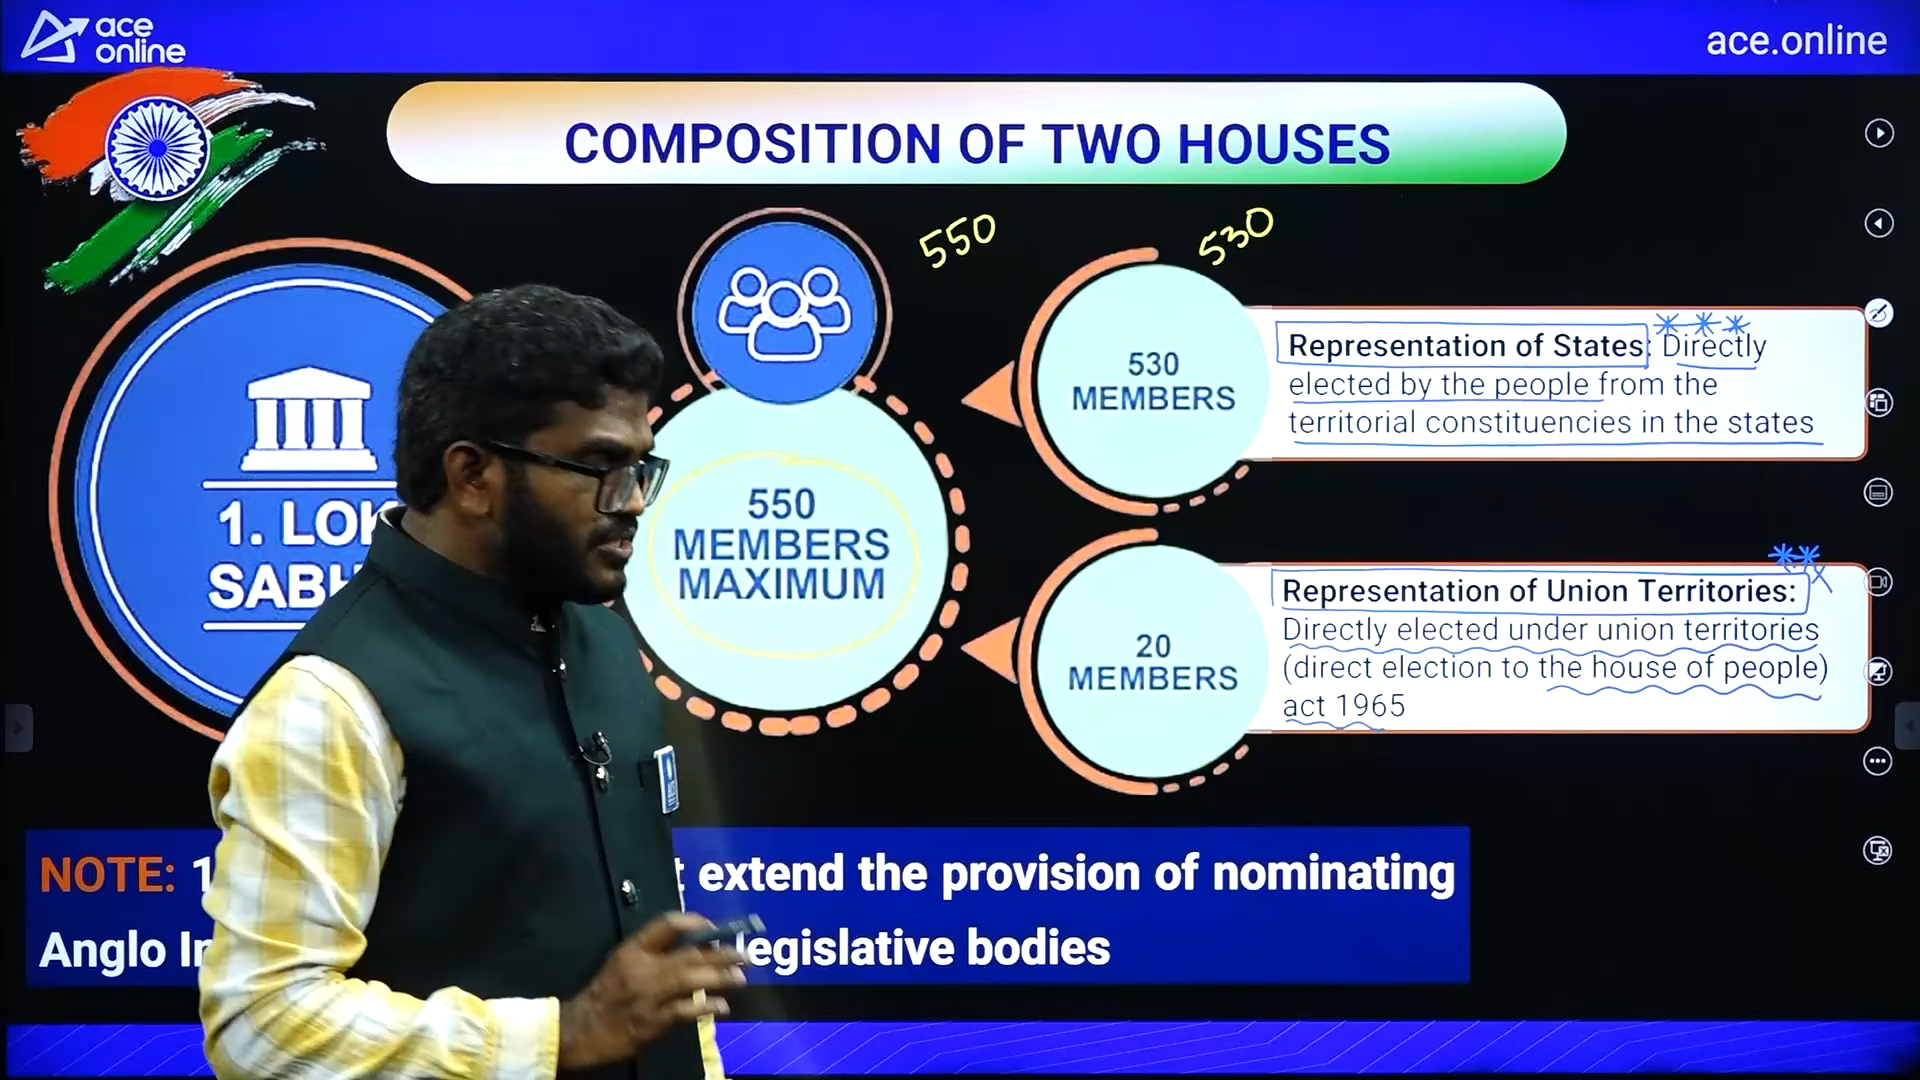 ace
online
ace.online
COMPOSITION OF TWO HOUSES
550
530
1. LOK
SABH
550
MEMBERS
MAXIMUM
530
MEMBERS
Representation of States: Directly
elected by the people from the
territorial constituencies in the states
20
MEMBERS
Representation of Union Territories:
Directly elected under union territories
(direct election to the house of people)
act 1965
NOTE: 1 extend the provision of nominating
Anglo legislative bodies